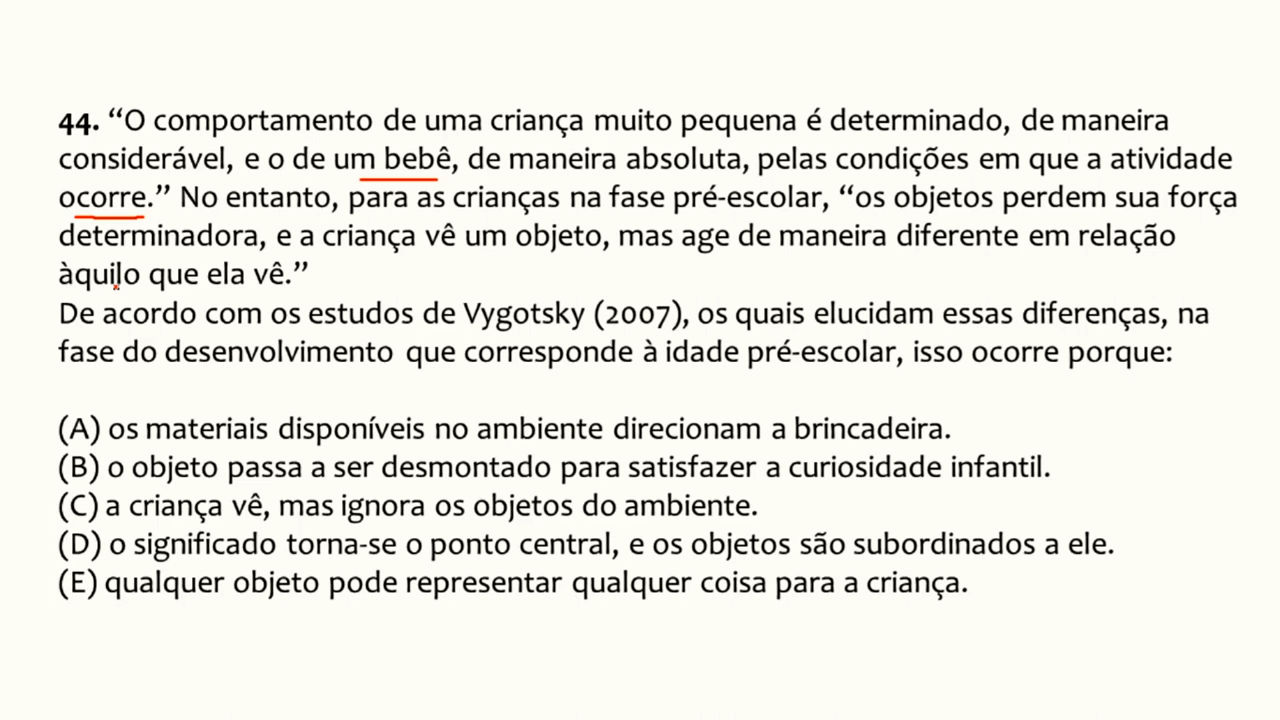 44. “O comportamento de uma criança muito pequena é determinado, de maneira
considerável, e o de um bebê, de maneira absoluta, pelas condições em que a atividade
ocorre.” No entanto, para as crianças na fase pré-escolar, “os objetos perdem sua força
determinadora, e a criança vê um objeto, mas age de maneira diferente em relação
àquilo que ela vê.”
De acordo com os estudos de Vygotsky (2007), os quais elucidam essas diferenças, na
fase do desenvolvimento que corresponde à idade pré-escolar, isso ocorre porque:
(A) os materiais disponíveis no ambiente direcionam a brincadeira.
(B) o objeto passa a ser desmontado para satisfazer a curiosidade infantil.
(C) a criança vê, mas ignora os objetos do ambiente.
(D) o significado torna-se o ponto central, e os objetos são subordinados a ele.
(E) qualquer objeto pode representar qualquer coisa para a criança.